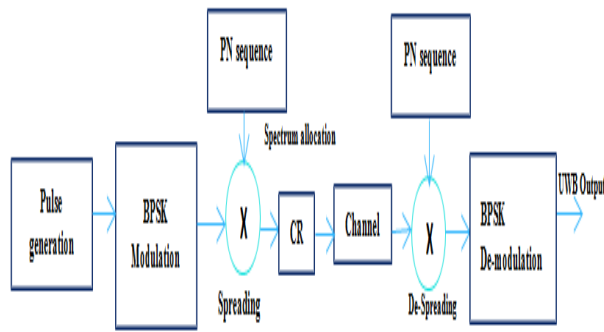 PN sequence
PN sequence
Spectrum allocation
Pulse
generation
BPSK
Modulation
X
Spreading
CR
Channel
X
De-Spreading
BPSK
De-modulation
UWB Output